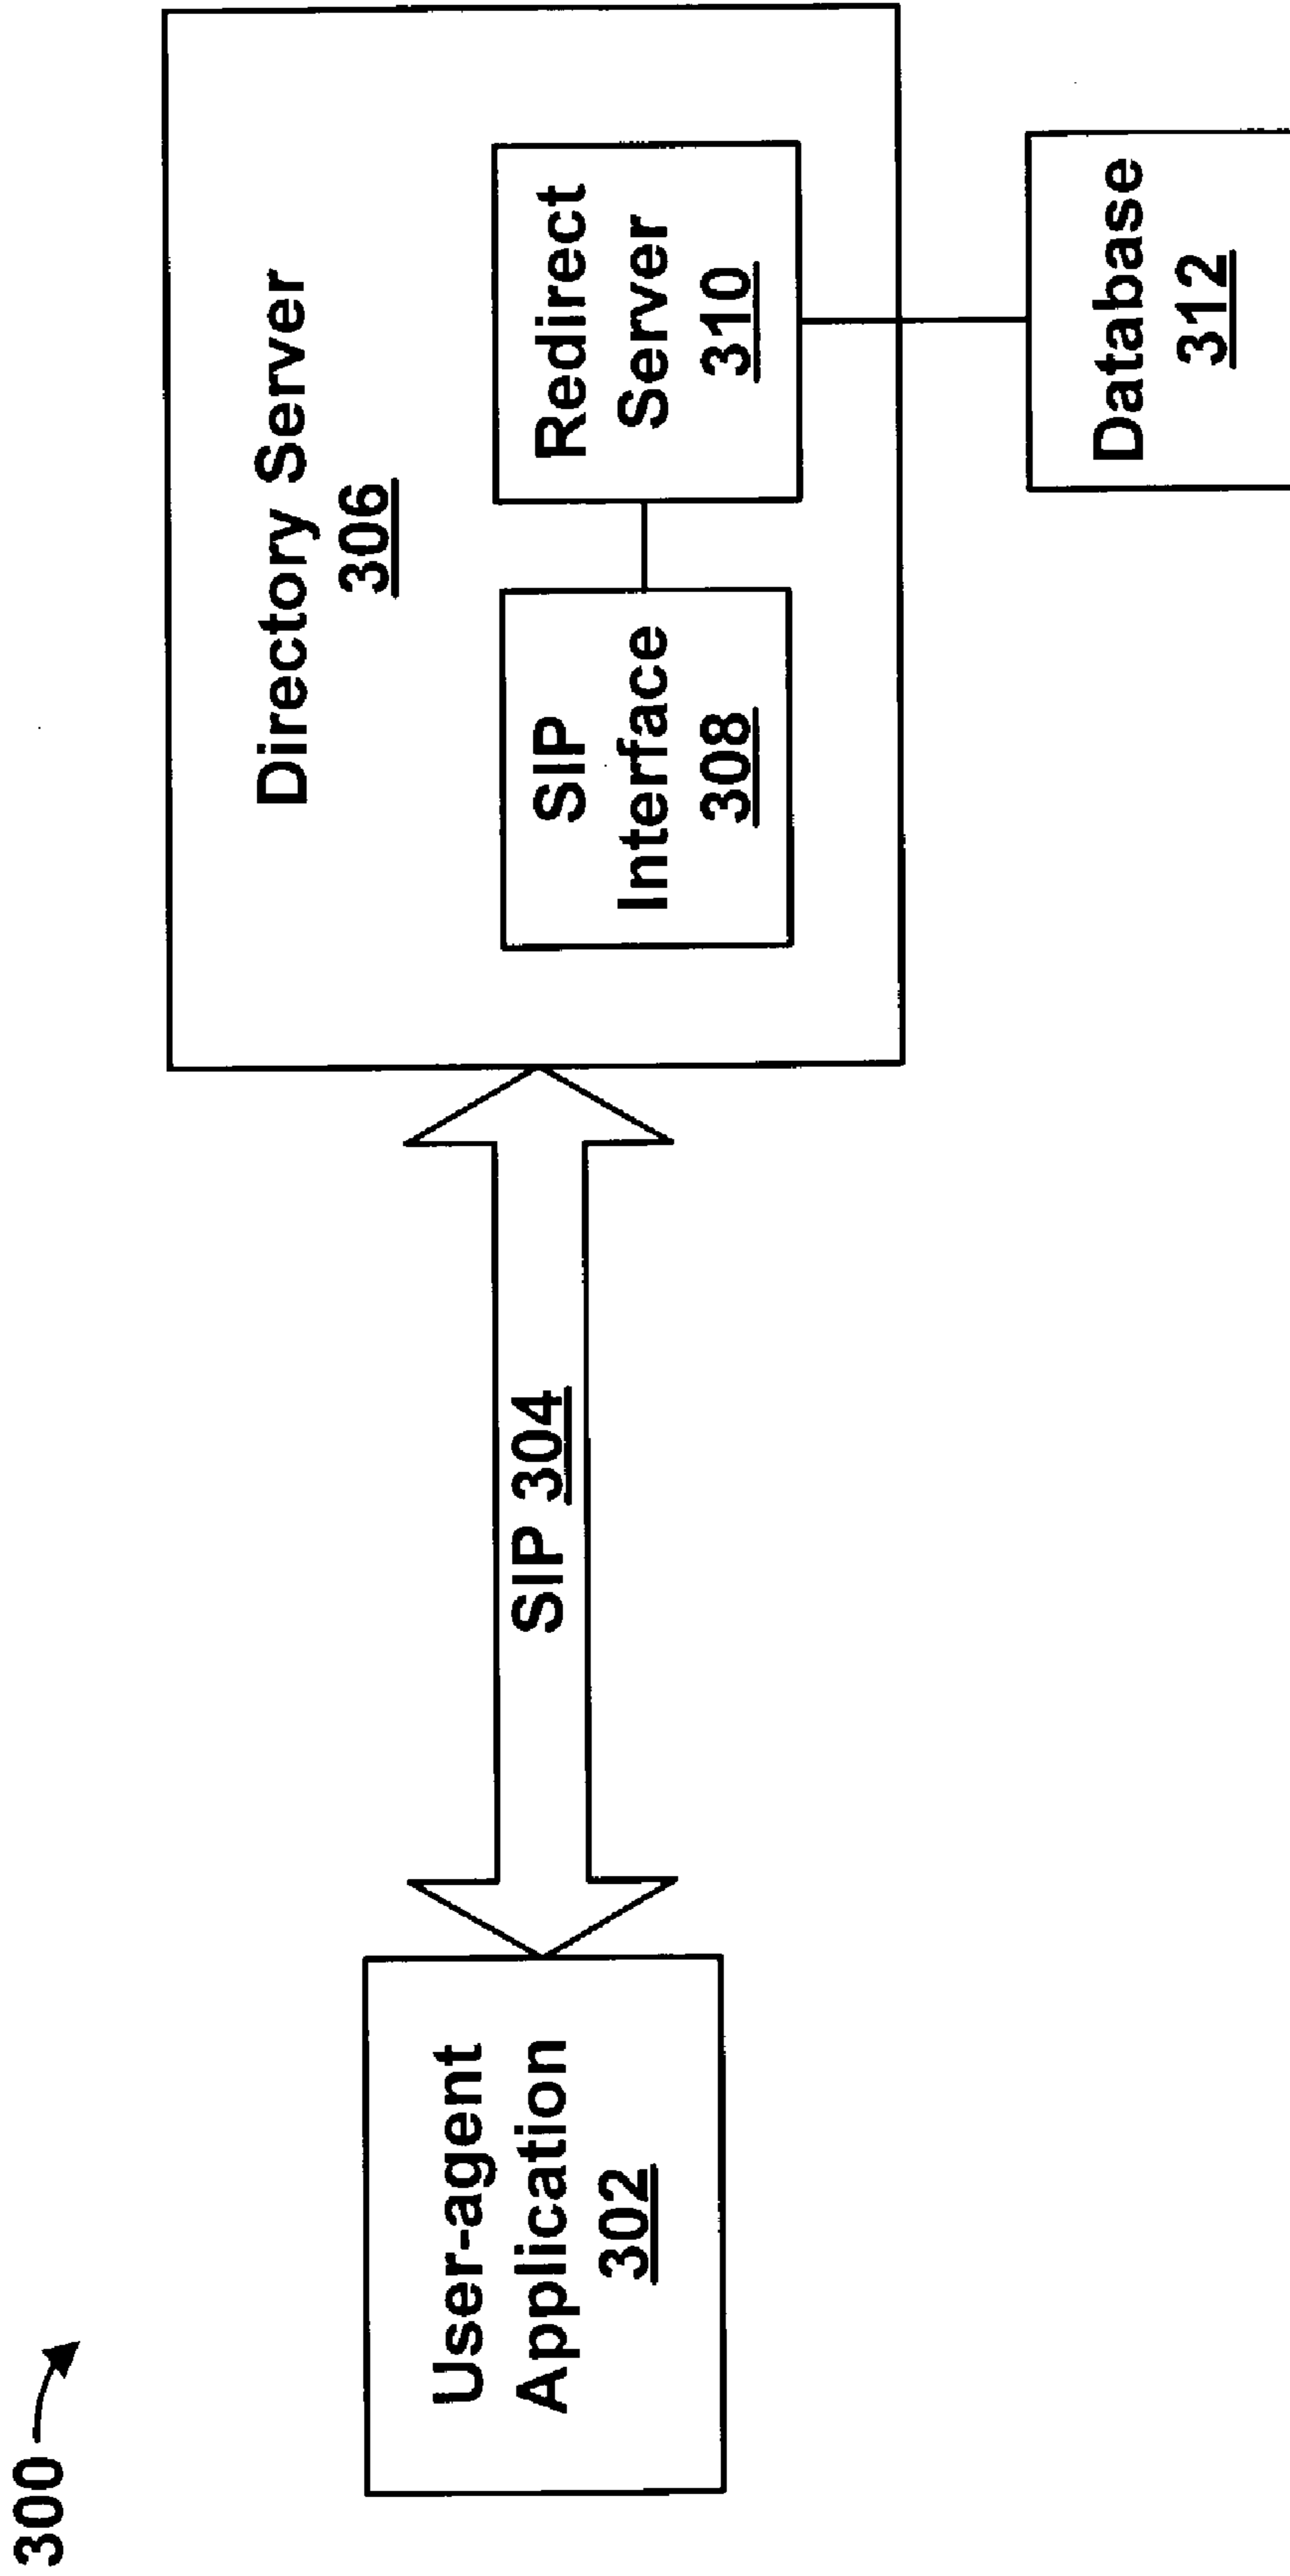 300
User-agent
Application
302
SIP 304
Directory Server
306
SIP
Interface
308
Redirect
Server
310
Database
312